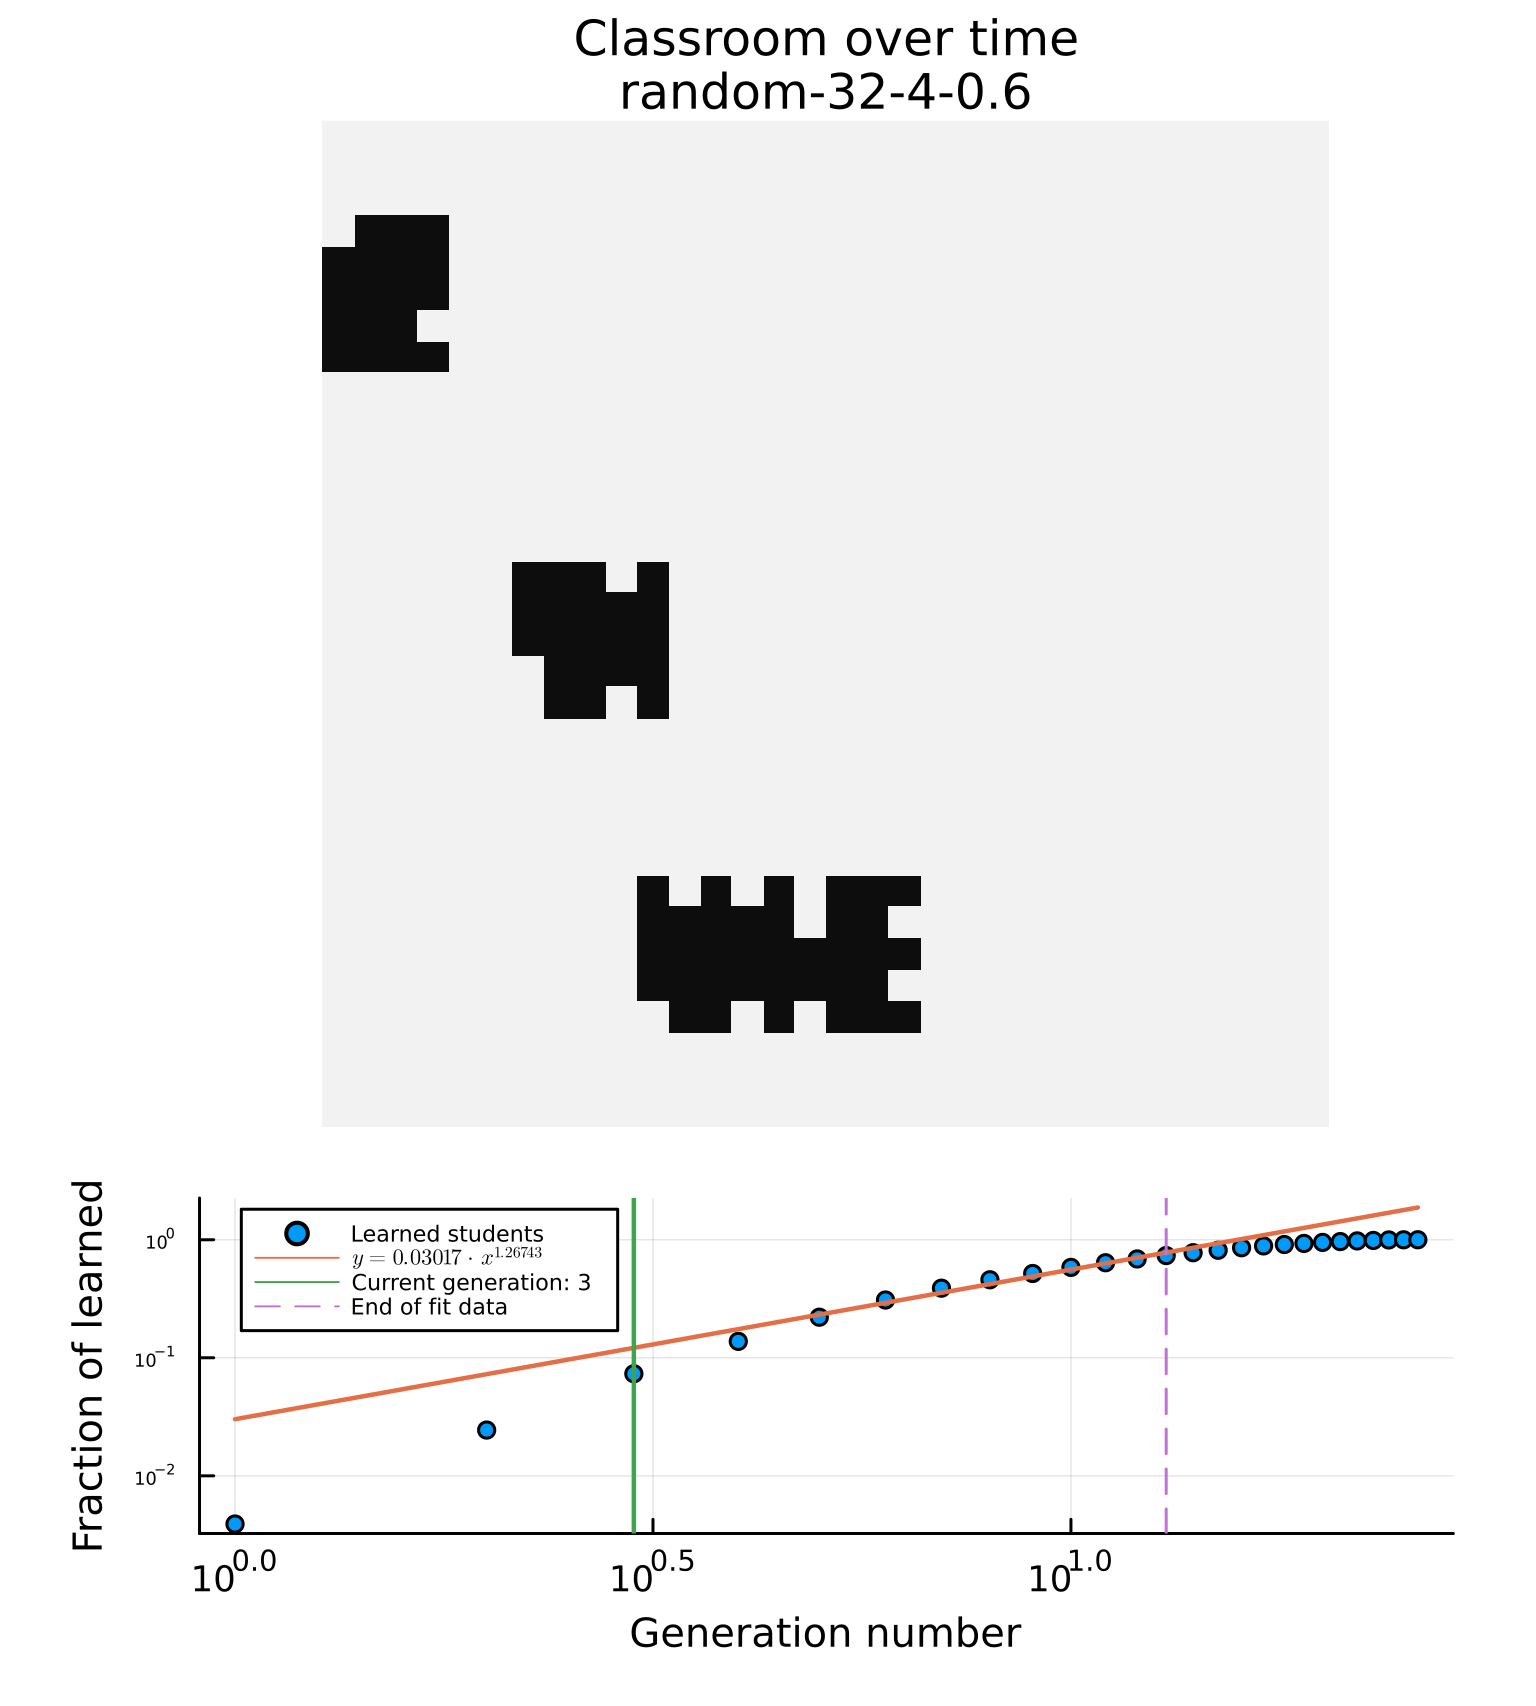 Classroom over time
random-32-4-0.6
Fraction of learned
10⁰
10⁻¹
10⁻²
Learned students
y = 0.03017 · x^1.26743
Current generation: 3
End of fit data
10^0.0
10^0.5
10^1.0
Generation number